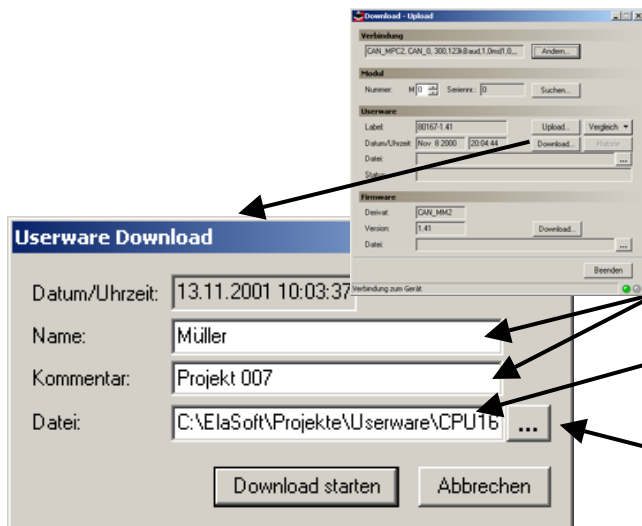 Download - Upload
Verbindung
CAN_MPC2, CAN_0, 300,123kBaud,1,0md1,0,,, Ändern...
Modul
Nummer: M 0 Seriennr.: 0 Suchen...
Userware
Label: 80167-1.41 Upload... Vergleich
Datum/Uhrzeit: Nov 8 2000 20:04:44 Download... Historie
Datei: ...
Status:
Firmware
Derivat: CAN_MM2
Version: 1.41 Download...
Datei: ...
Beenden
Verbindung zum Gerät
Userware Download
Datum/Uhrzeit: 13.11.2001 10:03:37
Name: Müller
Kommentar: Projekt 007
Datei: C:\ElaSoft\Projekte\Userware\CPU16 ...
Download starten Abbrechen